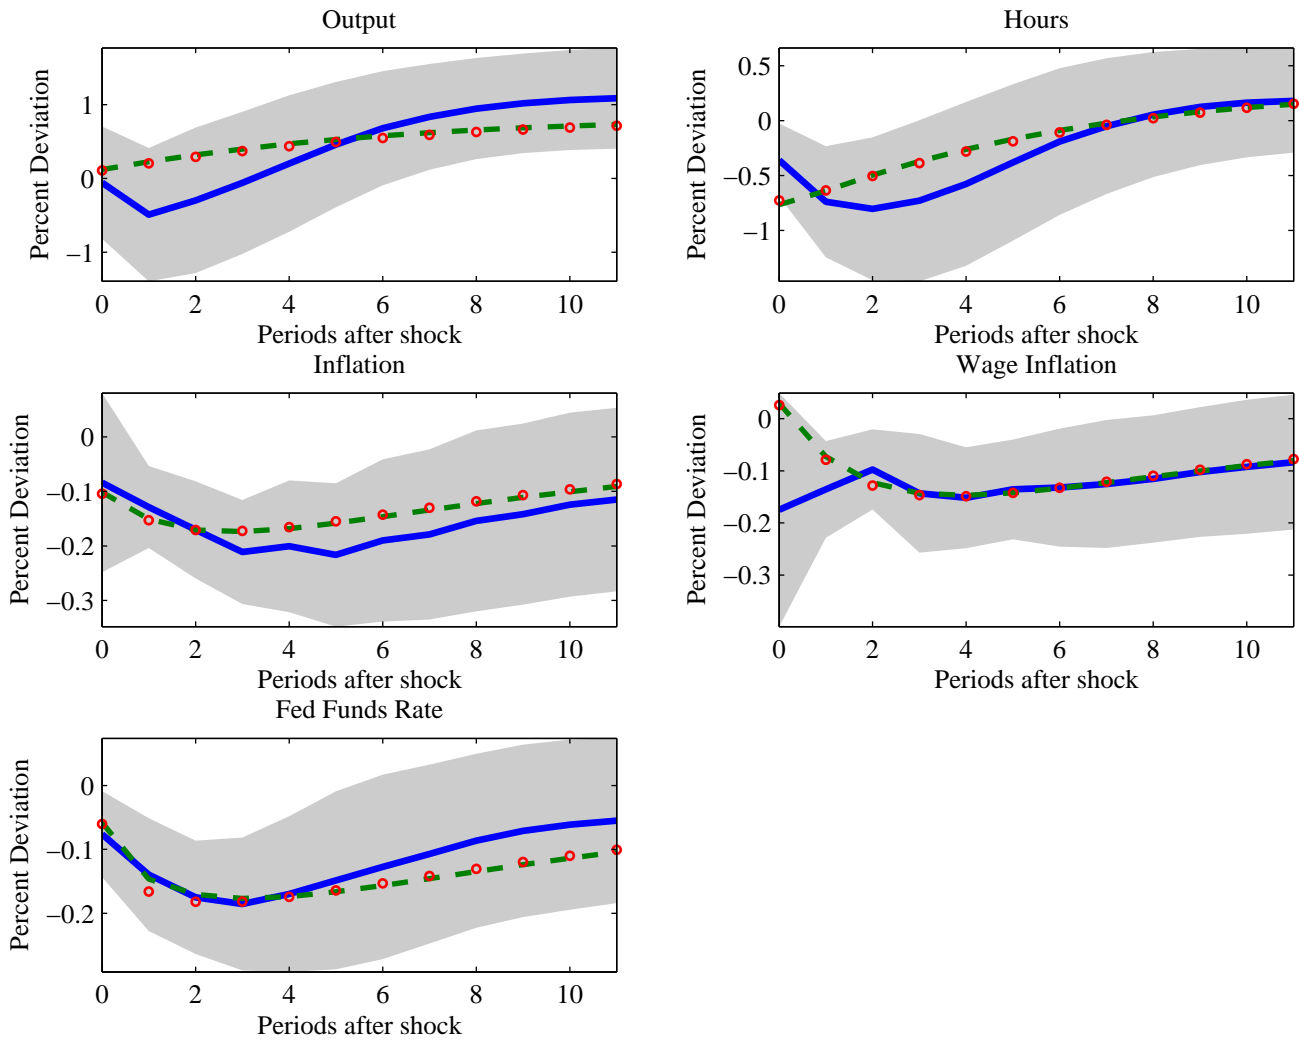 Output
Percent Deviation
1
0
−1
0 2 4 6 8 10
Periods after shock
Hours
Percent Deviation
0.5
0
−0.5
−1
0 2 4 6 8 10
Periods after shock
Inflation
Percent Deviation
0
−0.1
−0.2
−0.3
0 2 4 6 8 10
Periods after shock
Wage Inflation
Percent Deviation
0
−0.1
−0.2
−0.3
0 2 4 6 8 10
Periods after shock
Fed Funds Rate
Percent Deviation
0
−0.1
−0.2
0 2 4 6 8 10
Periods after shock